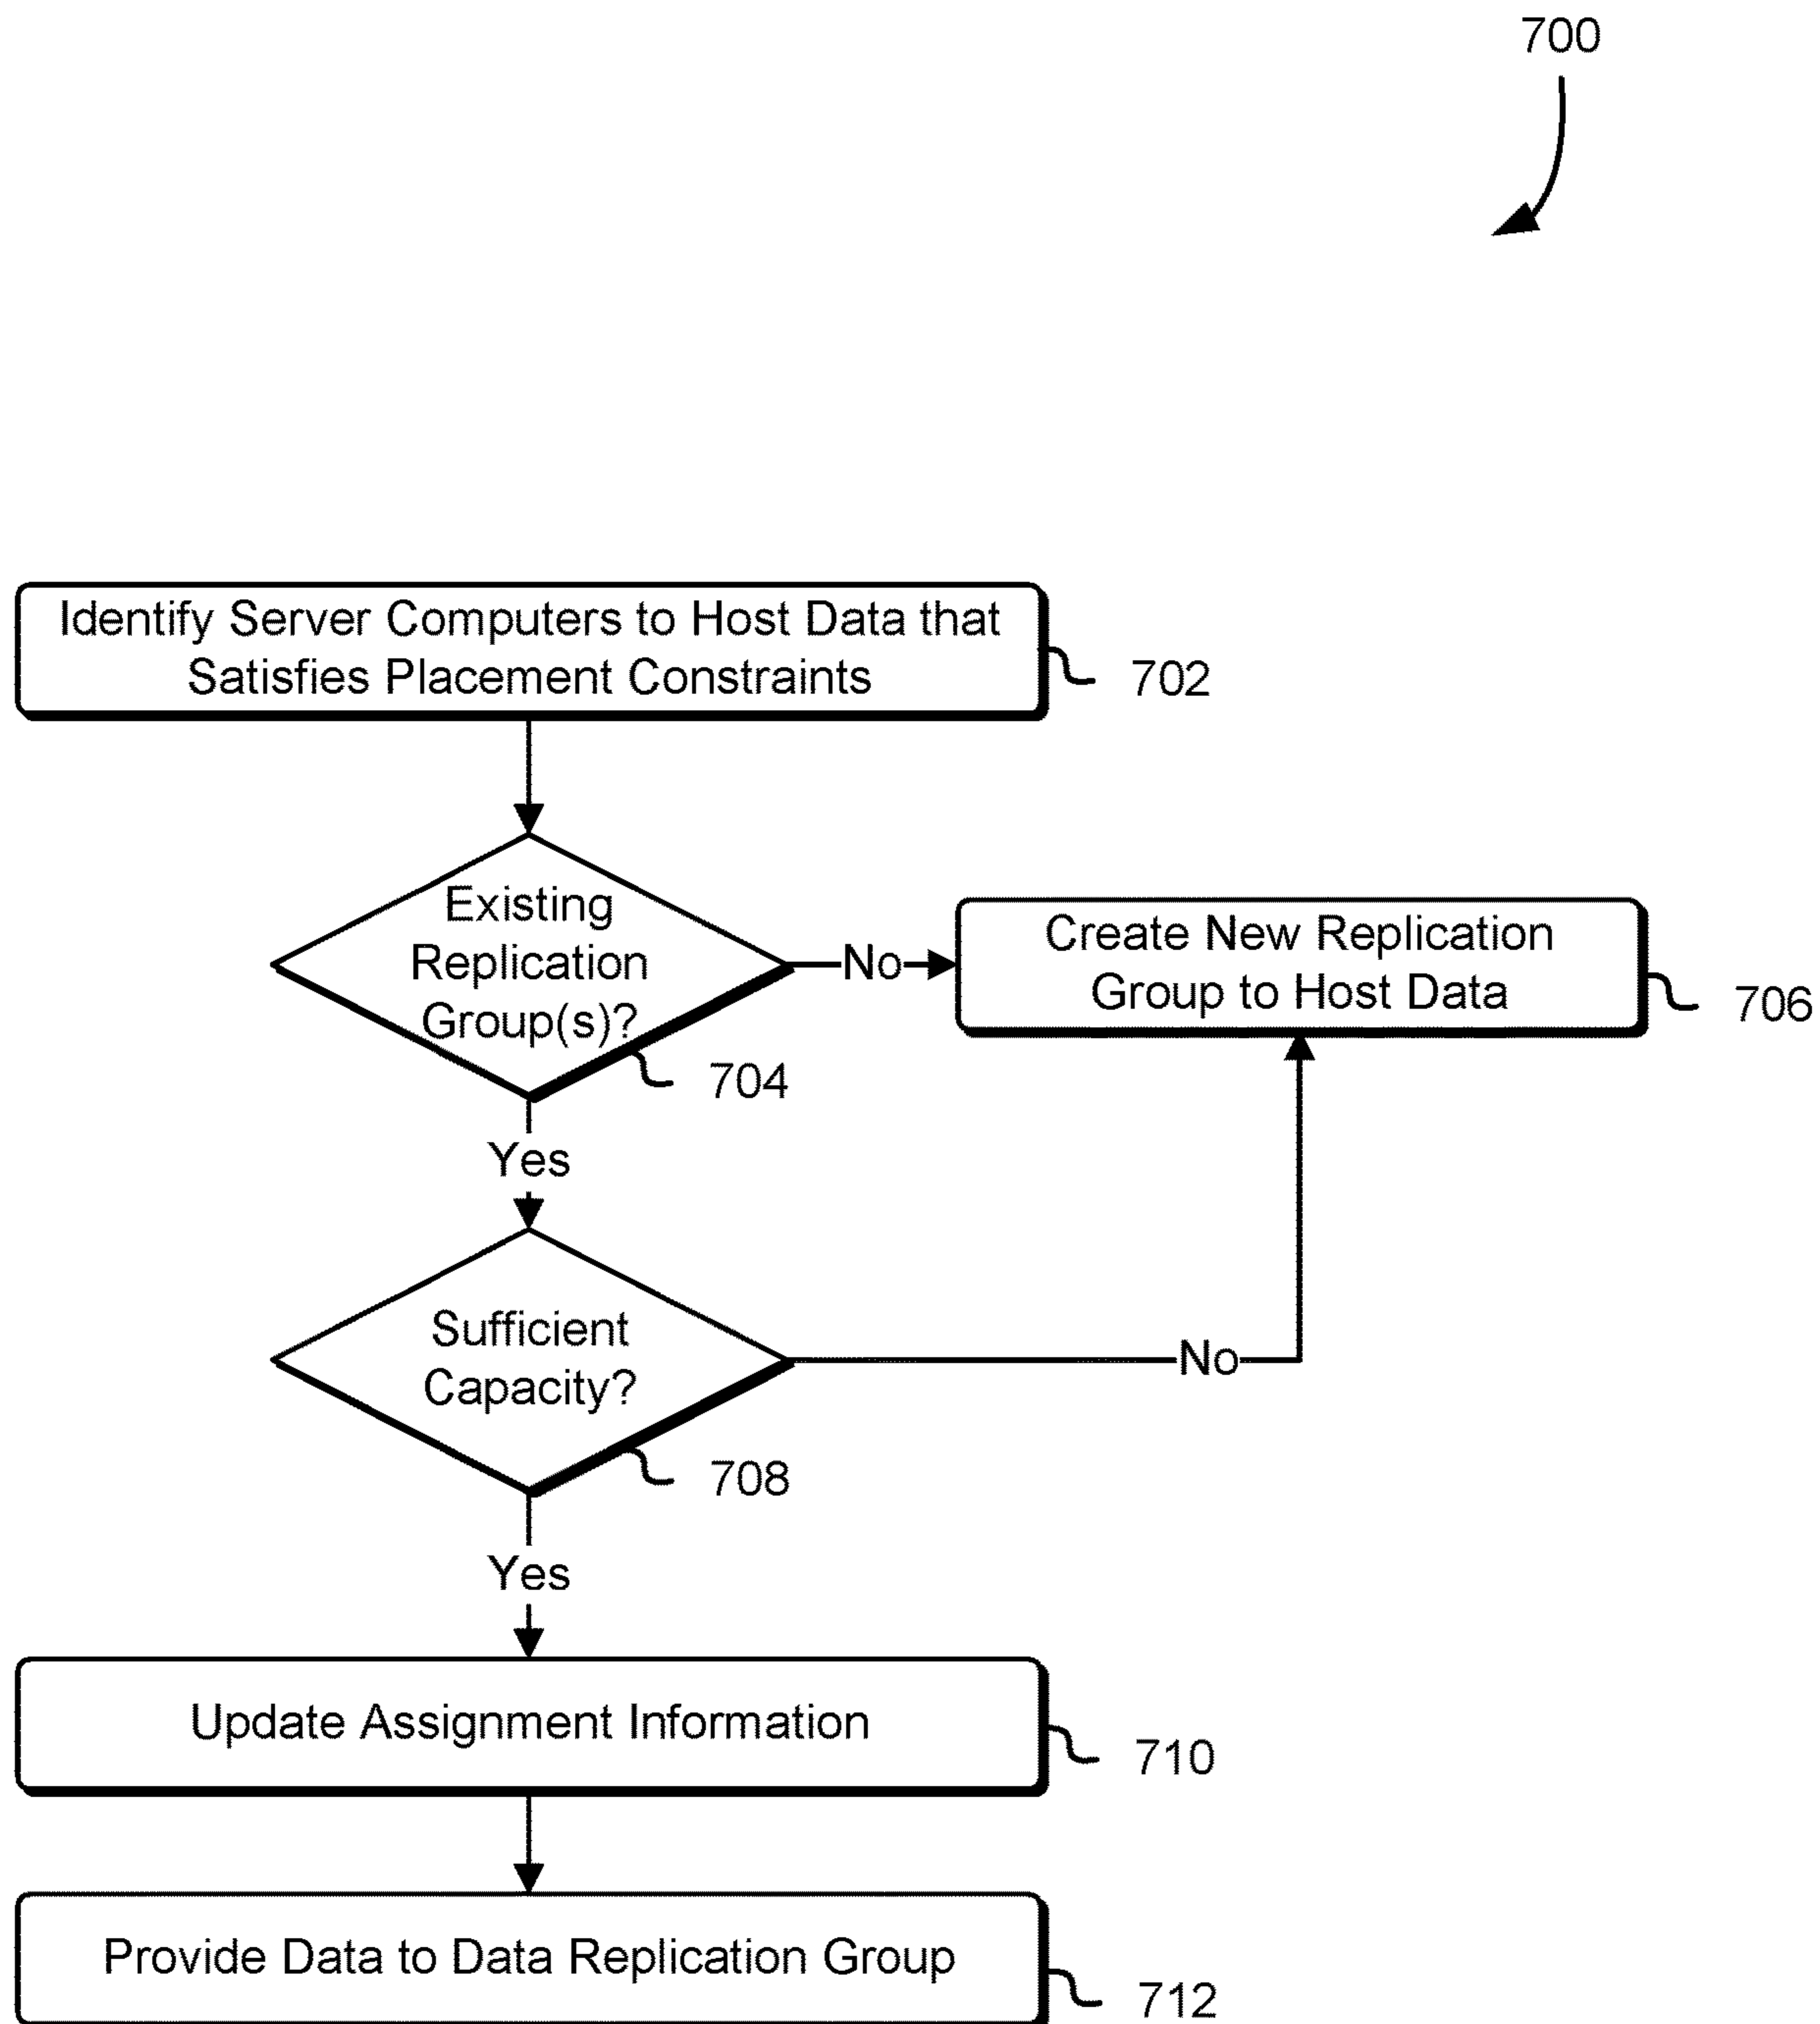 700
Identify Server Computers to Host Data that
Satisfies Placement Constraints
702
Existing
Replication
Group(s)?
704
No
Create New Replication
Group to Host Data
706
Yes
Sufficient
Capacity?
708
No
Yes
Update Assignment Information
710
Provide Data to Data Replication Group
712